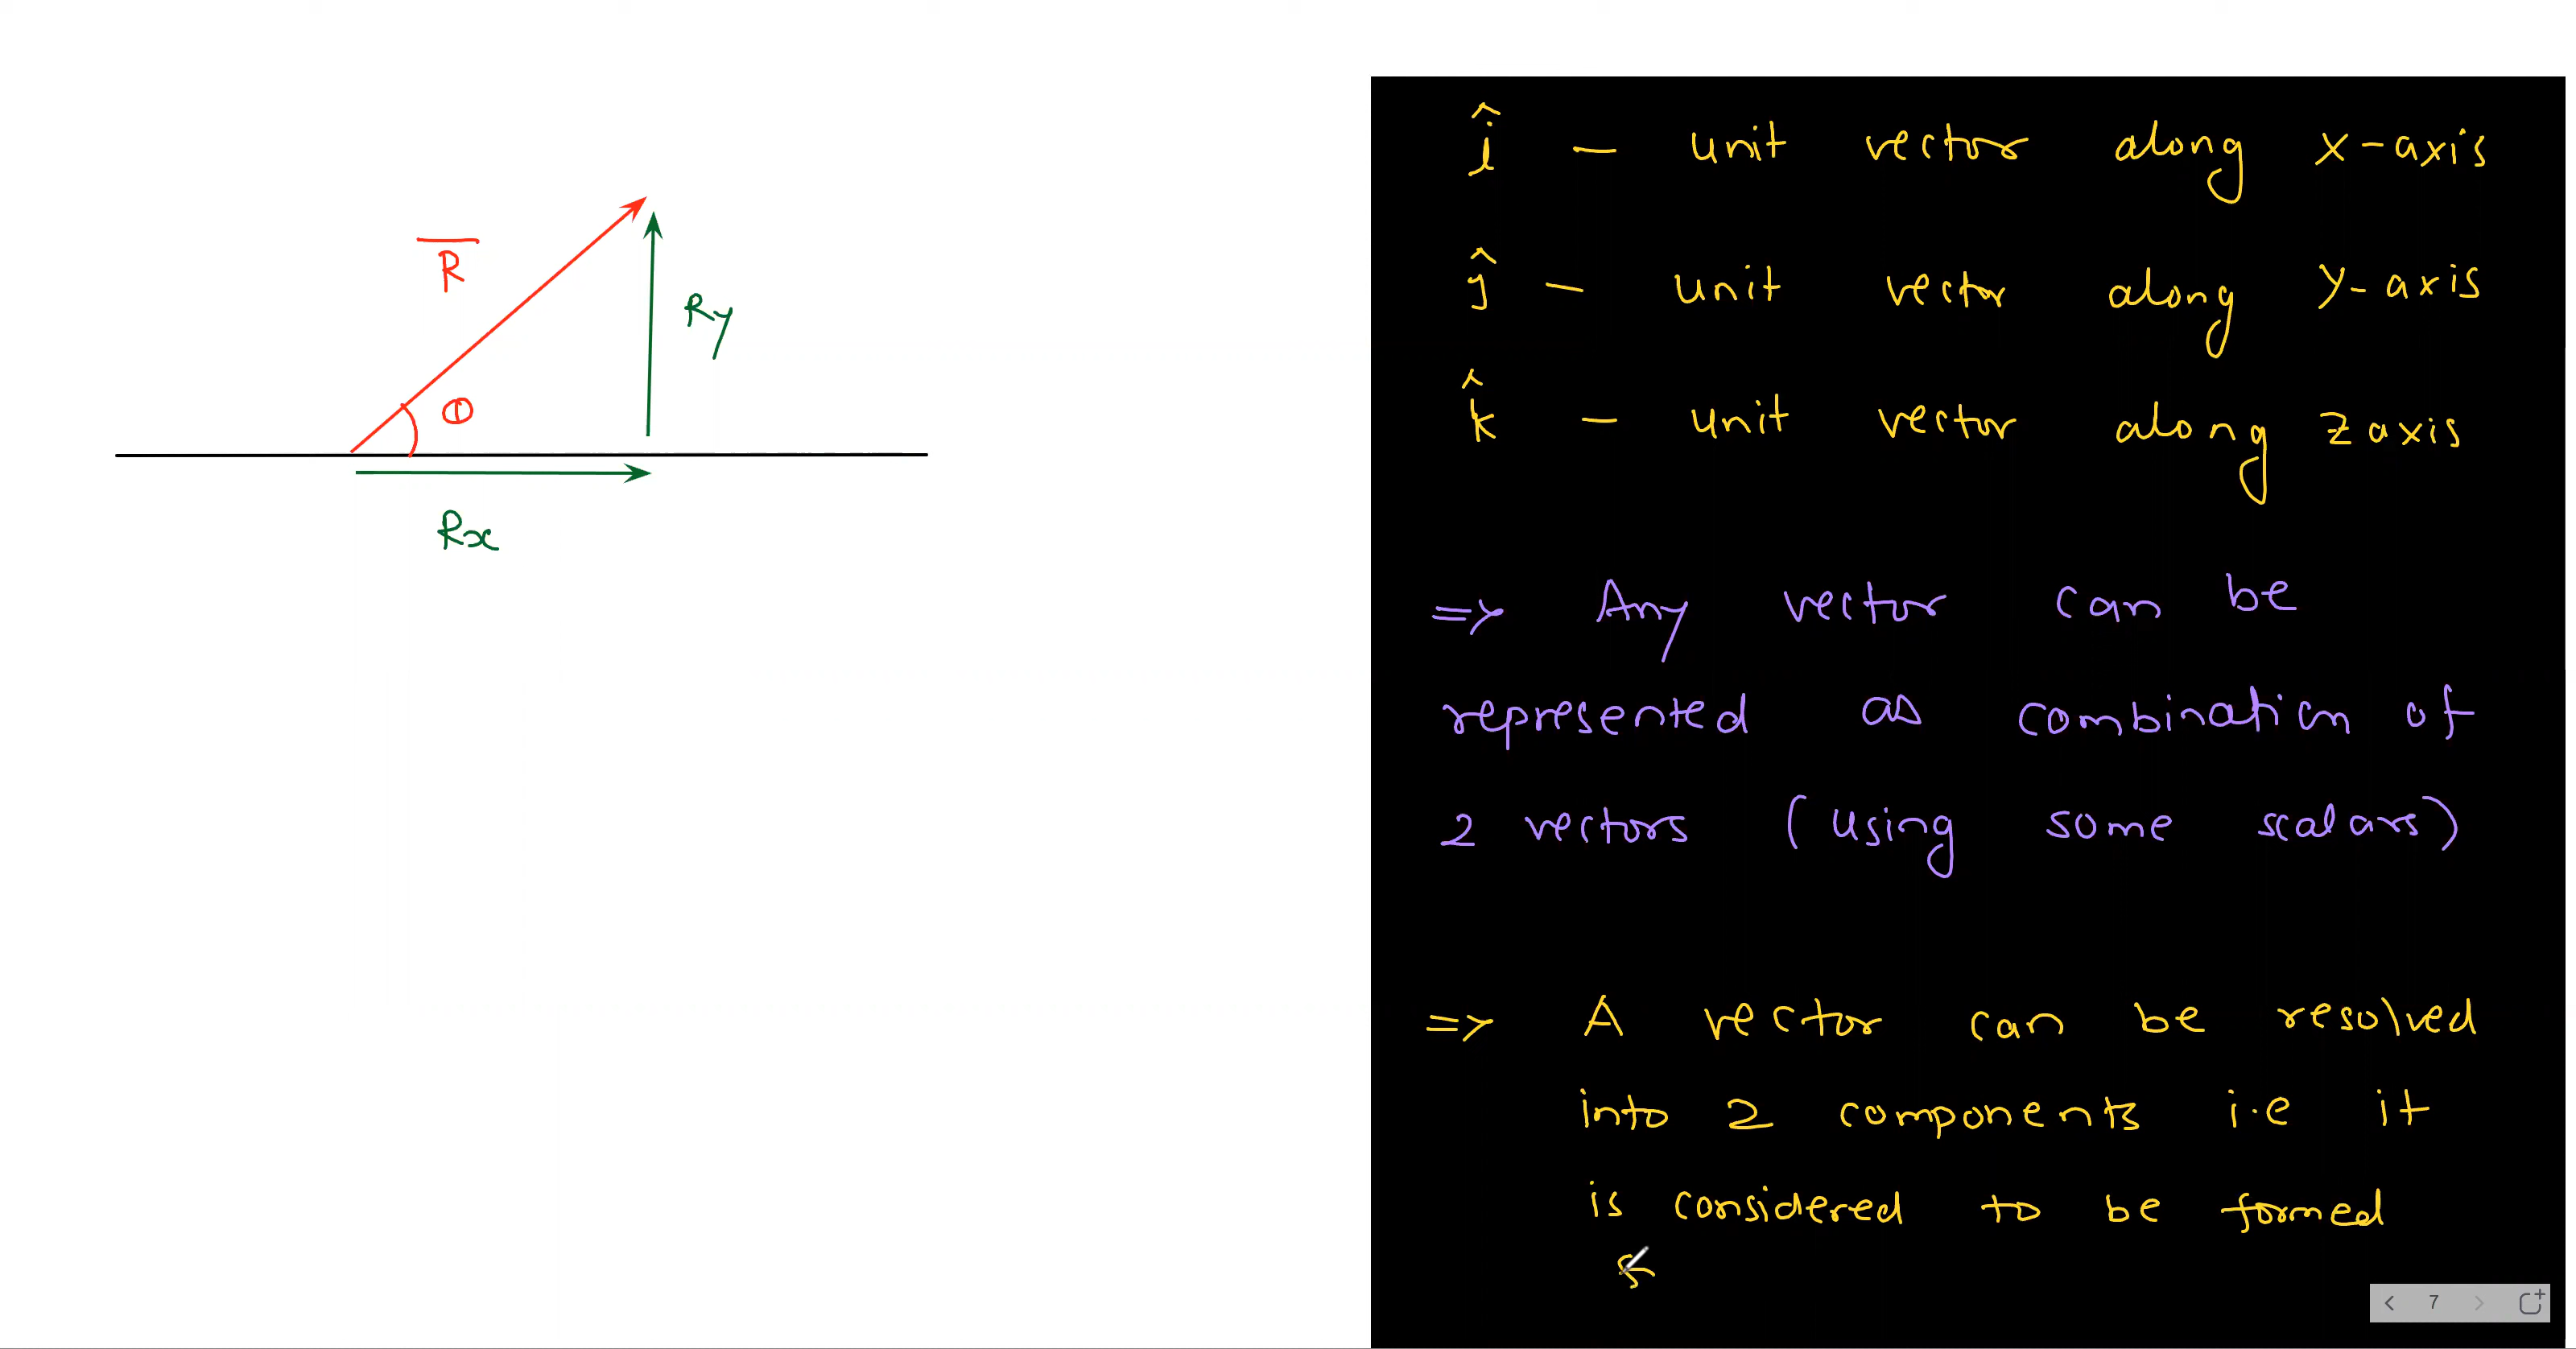 R
Ry
θ
Rx
î — unit vector along x-axis
ĵ — unit vector along y-axis
k̂ — unit vector along z axis
=> Any vector can be
represented as combination of
2 vectors (using some scalars)
=> A vector can be resolved
into 2 components i.e it
is considered to be formed
7